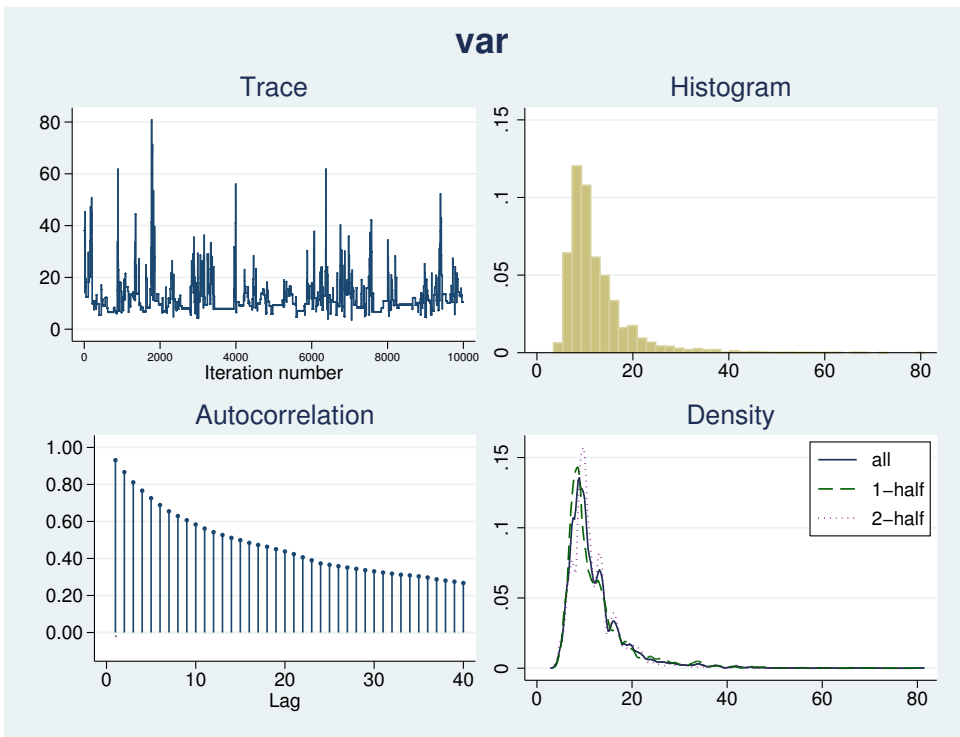 var
Trace
80
60
40
20
0
0 2000 4000 6000 8000 10000
Iteration number
Histogram
.15
.1
.05
0
0 20 40 60 80
Autocorrelation
1.00
0.80
0.60
0.40
0.20
0.00
0 10 20 30 40
Lag
Density
.15
.1
.05
0
0 20 40 60 80
all
1−half
2−half